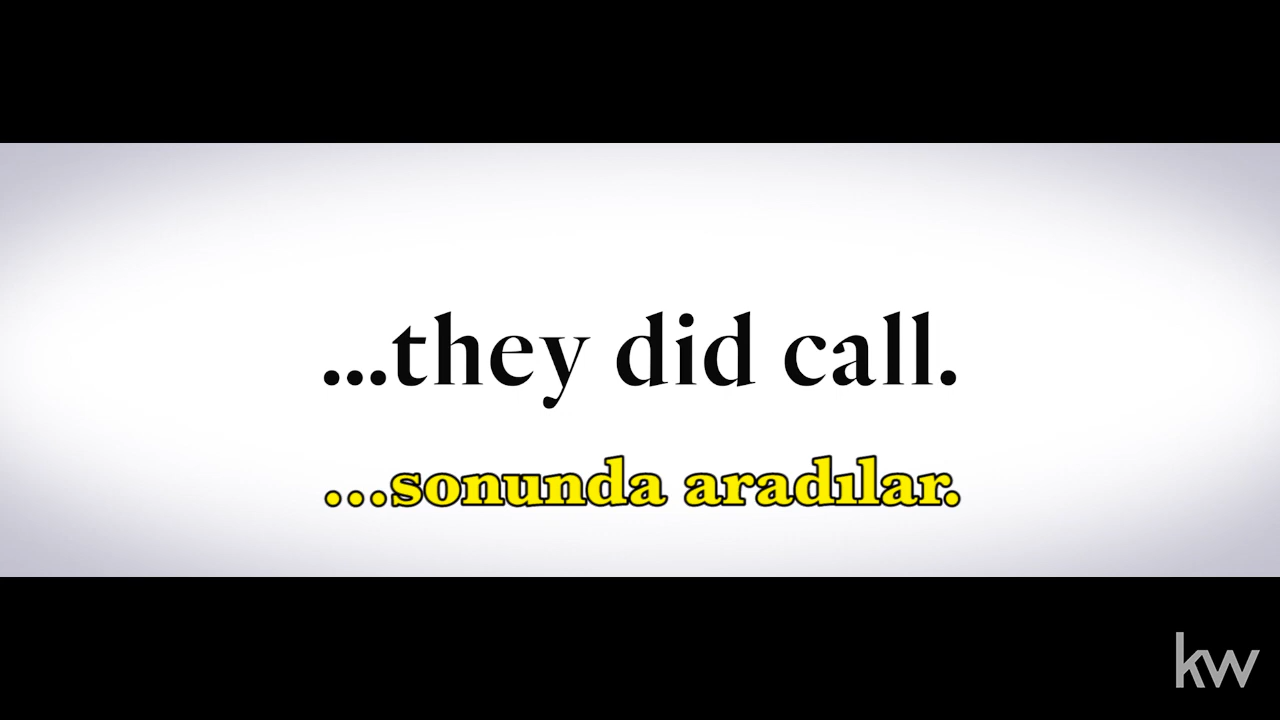 ...they did call.
...sonunda aradılar.
kw